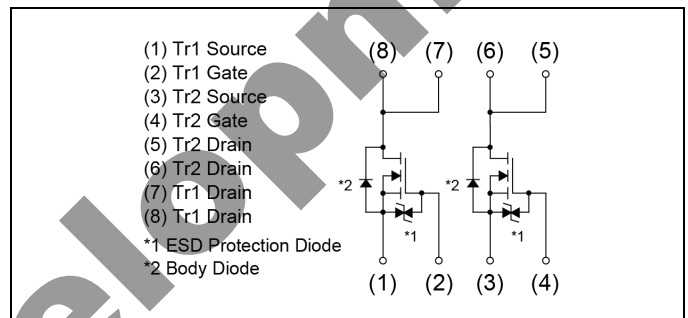 (1) Tr1 Source
(2) Tr1 Gate
(3) Tr2 Source
(4) Tr2 Gate
(5) Tr2 Drain
(6) Tr2 Drain
(7) Tr1 Drain
(8) Tr1 Drain
*1 ESD Protection Diode
*2 Body Diode
(8) (7) (6) (5)
*2 *2
*1 *1
(1) (2) (3) (4)
elopm